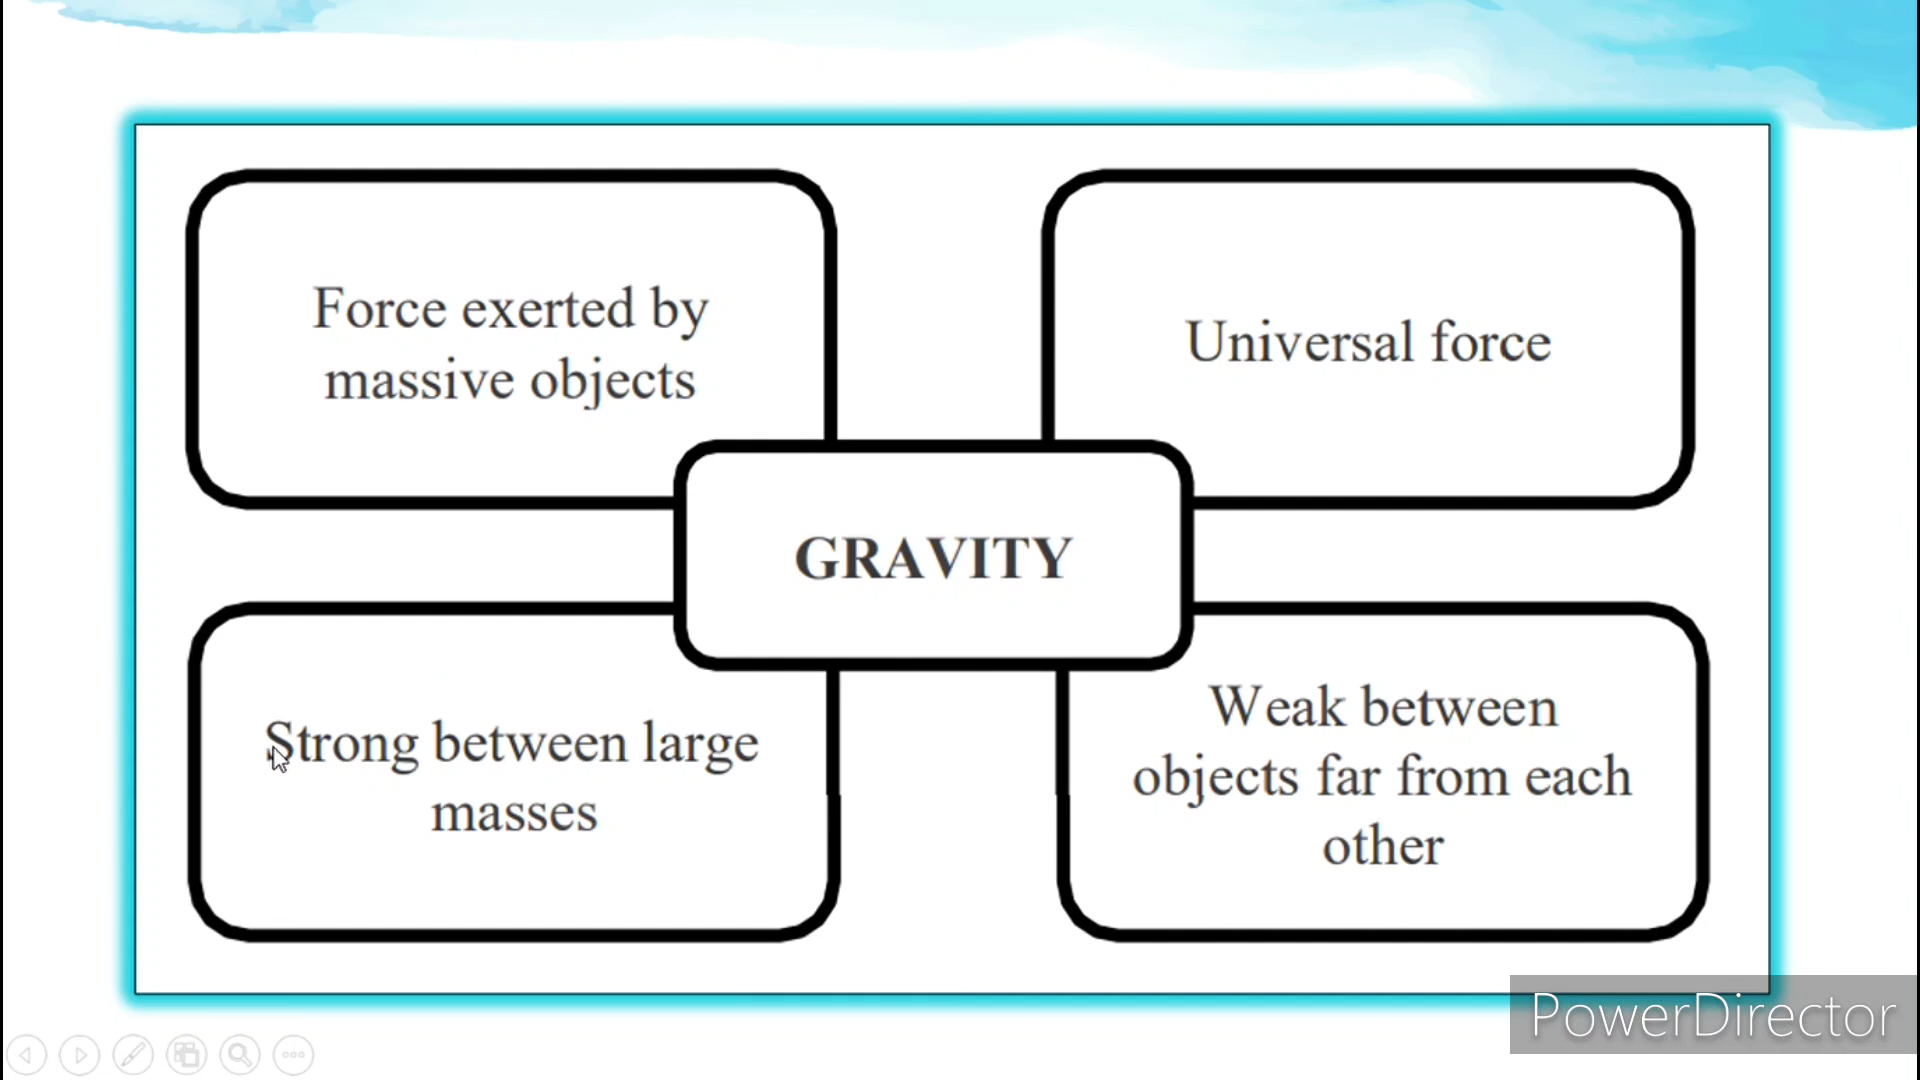 Force exerted by
massive objects
Universal force
GRAVITY
Strong between large
masses
Weak between
objects far from each
other
PowerDirector